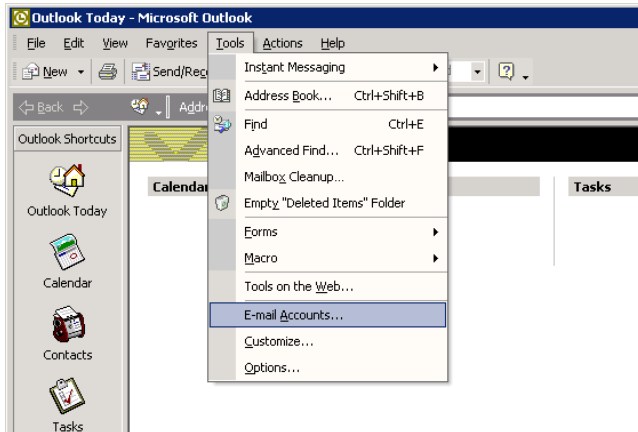 Outlook Today - Microsoft Outlook
File Edit View Favorites Tools Actions Help
New Send/Rec
Back Addr
Outlook Shortcuts
Outlook Today
Calendar
Contacts
Tasks
Instant Messaging
Address Book... Ctrl+Shift+B
Find Ctrl+E
Advanced Find... Ctrl+Shift+F
Mailbox Cleanup...
Empty "Deleted Items" Folder
Forms
Macro
Tools on the Web...
E-mail Accounts...
Customize...
Options...
Calendar
Tasks